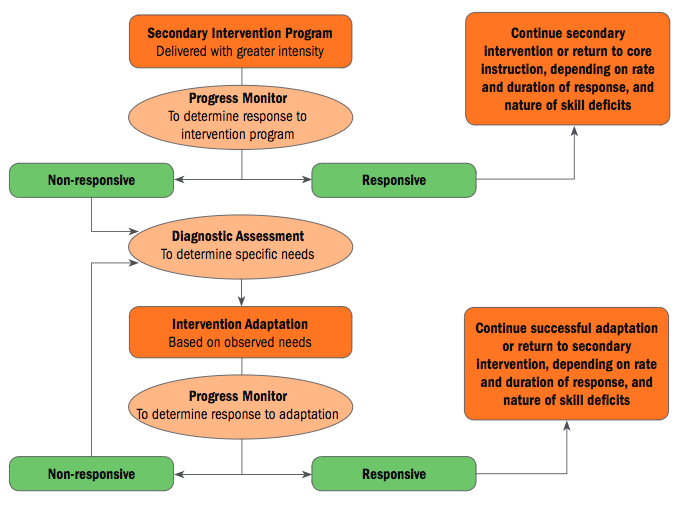 Secondary Intervention Program
Delivered with greater intensity
Continue secondary
intervention or return to core
instruction, depending on rate
and duration of response, and
nature of skill deficits
Progress Monitor
To determine response to
intervention program
Non-responsive
Responsive
Diagnostic Assessment
To determine specific needs
Intervention Adaptation
Based on observed needs
Continue successful adaptation
or return to secondary
intervention, depending on rate
and duration of response, and
nature of skill deficits
Progress Monitor
To determine response to adaptation
Non-responsive
Responsive